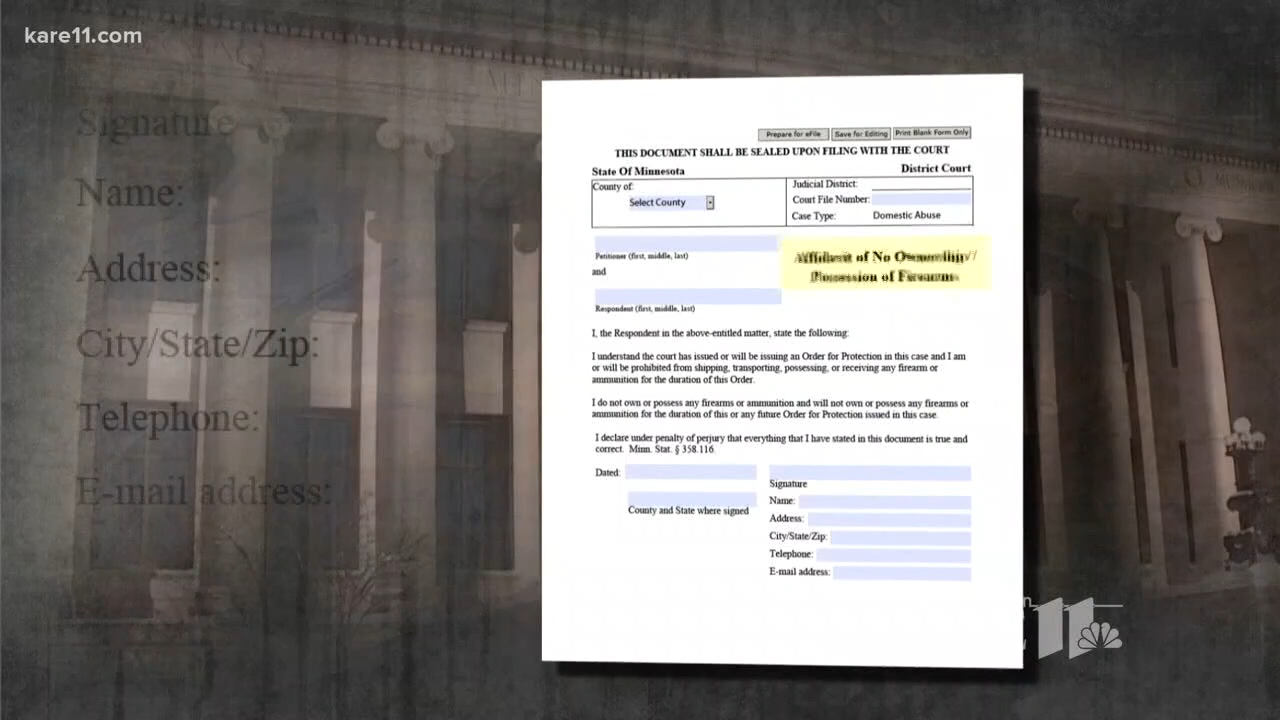 kare11.com
Signature
Name:
Address:
City/State/Zip:
Telephone:
E-mail address:
Prepare for eFile Save for Editing Print Blank Form Only
THIS DOCUMENT SHALL BE SEALED UPON FILING WITH THE COURT
State Of Minnesota District Court
County of:
Select County
Judicial District:
Court File Number:
Case Type: Domestic Abuse
Petitioner (first, middle, last)
and
Affidavit of No Ownership/
Possession of Firearms
Respondent (first, middle, last)
I, the Respondent in the above-entitled matter, state the following:
I understand the court has issued or will be issuing an Order for Protection in this case and I am
or will be prohibited from shipping, transporting, possessing, or receiving any firearm or
ammunition for the duration of this Order.
I do not own or possess any firearms or ammunition and will not own or possess any firearms or
ammunition for the duration of this or any future Order for Protection issued in this case.
I declare under penalty of perjury that everything that I have stated in this document is true and
correct. Minn. Stat. § 358.116.
Dated:
County and State where signed
Signature
Name:
Address:
City/State/Zip:
Telephone:
E-mail address:
11